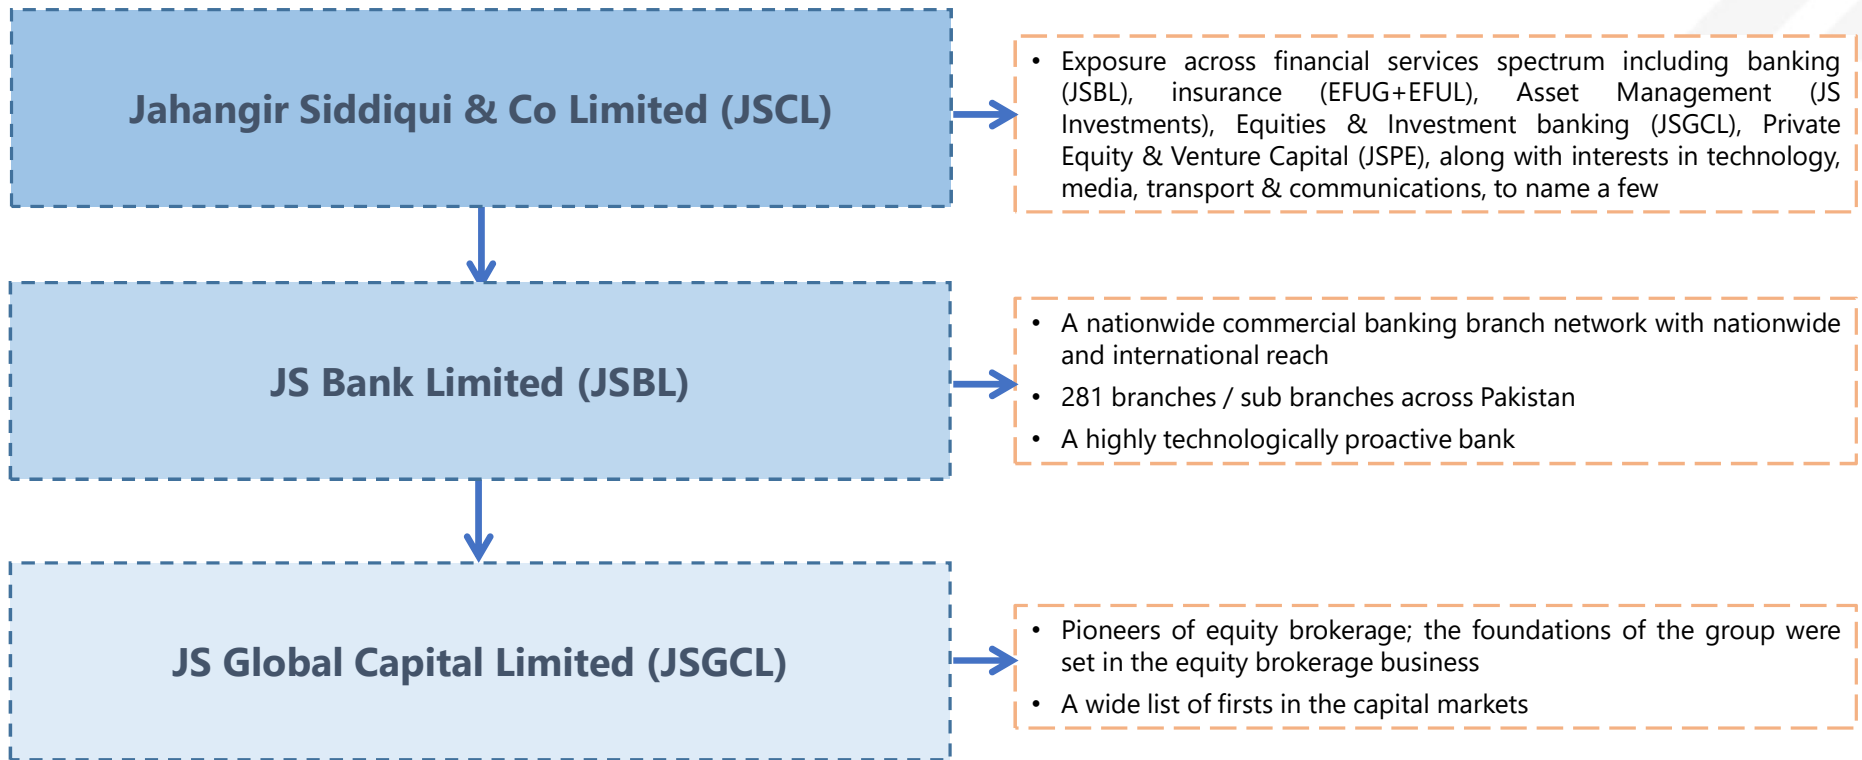 Jahangir Siddiqui & Co Limited (JSCL)
• Exposure across financial services spectrum including banking
(JSBL), insurance (EFUG+EFUL), Asset Management (JS
Investments), Equities & Investment banking (JSGCL), Private
Equity & Venture Capital (JSPE), along with interests in technology,
media, transport & communications, to name a few
JS Bank Limited (JSBL)
• A nationwide commercial banking branch network with nationwide
and international reach
• 281 branches / sub branches across Pakistan
• A highly technologically proactive bank
JS Global Capital Limited (JSGCL)
• Pioneers of equity brokerage; the foundations of the group were
set in the equity brokerage business
• A wide list of firsts in the capital markets